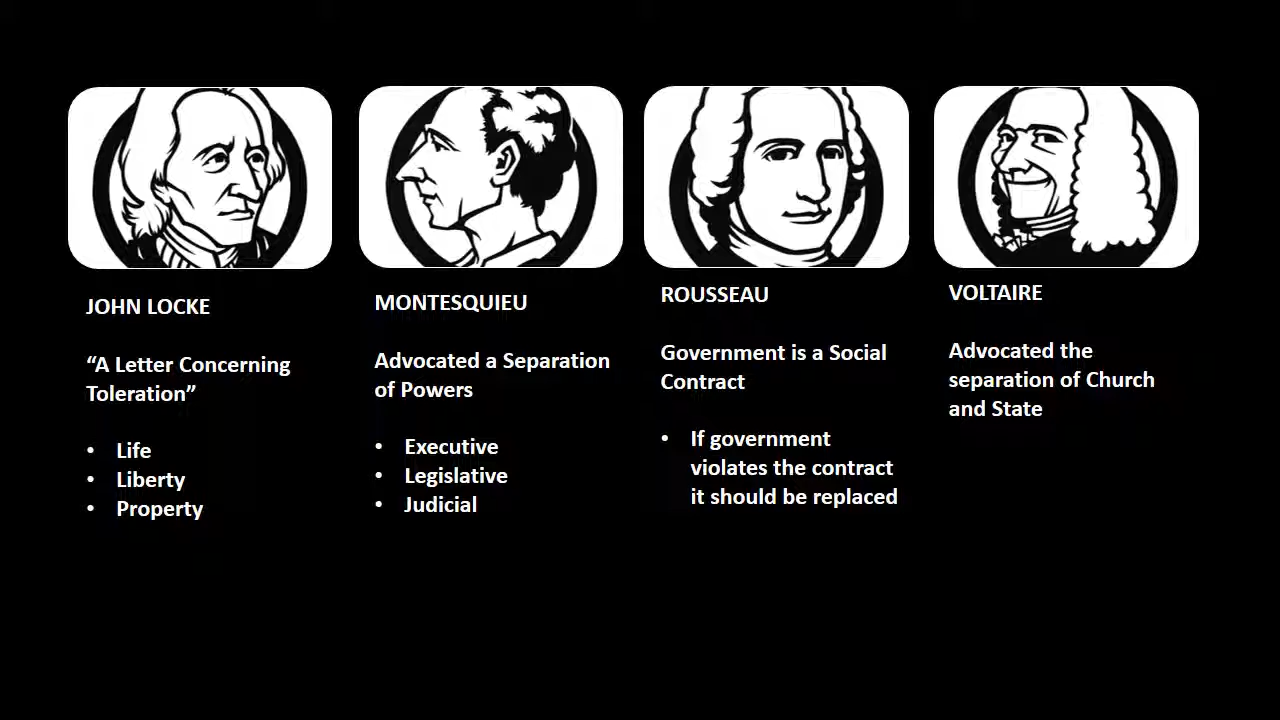 JOHN LOCKE
“A Letter Concerning
Toleration”
• Life
• Liberty
• Property
MONTESQUIEU
Advocated a Separation
of Powers
• Executive
• Legislative
• Judicial
ROUSSEAU
Government is a Social
Contract
• If government
violates the contract
it should be replaced
VOLTAIRE
Advocated the
separation of Church
and State